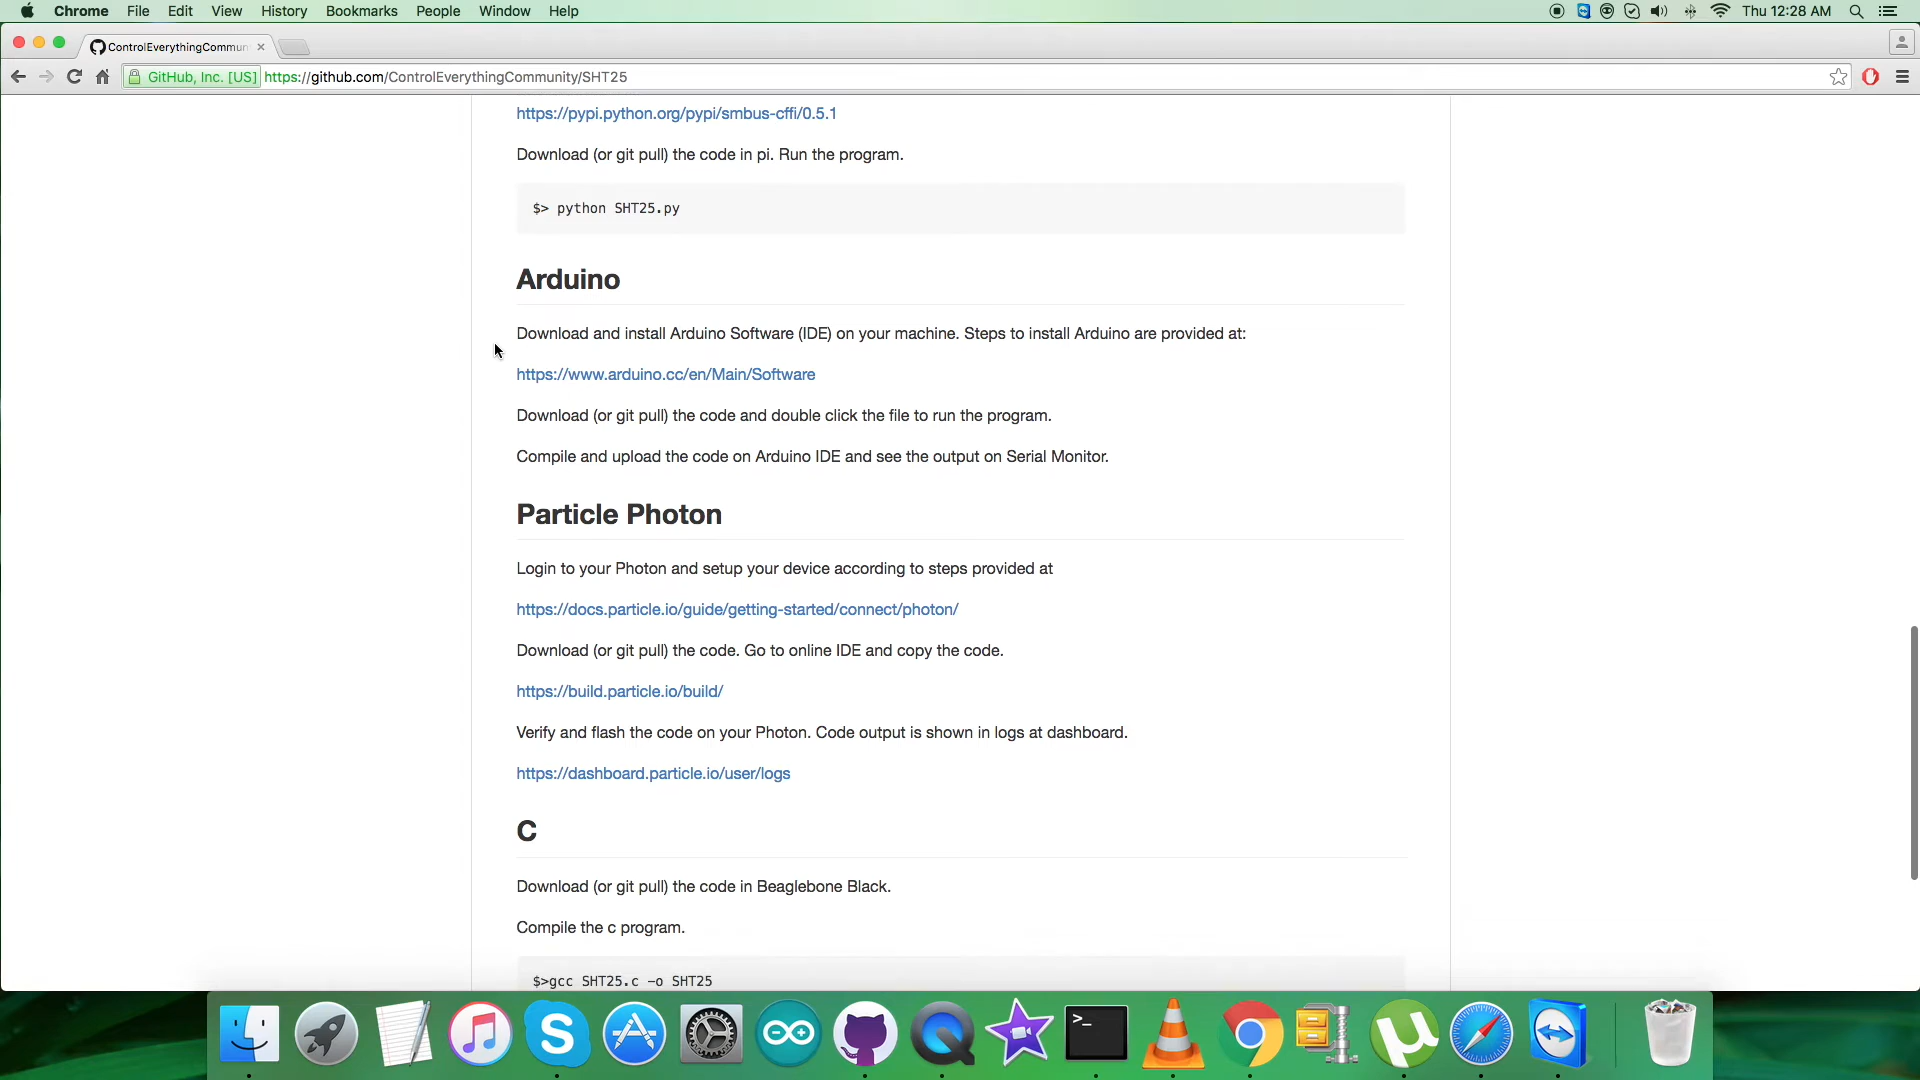 Chrome File Edit View History Bookmarks People Window Help Thu 12:28 AM
ControlEverythingCommun
GitHub, Inc. [US] https://github.com/ControlEverythingCommunity/SHT25
https://pypi.python.org/pypi/smbus-cffi/0.5.1
Download (or git pull) the code in pi. Run the program.
$> python SHT25.py
Arduino
Download and install Arduino Software (IDE) on your machine. Steps to install Arduino are provided at:
https://www.arduino.cc/en/Main/Software
Download (or git pull) the code and double click the file to run the program.
Compile and upload the code on Arduino IDE and see the output on Serial Monitor.
Particle Photon
Login to your Photon and setup your device according to steps provided at
https://docs.particle.io/guide/getting-started/connect/photon/
Download (or git pull) the code. Go to online IDE and copy the code.
https://build.particle.io/build/
Verify and flash the code on your Photon. Code output is shown in logs at dashboard.
https://dashboard.particle.io/user/logs
C
Download (or git pull) the code in Beaglebone Black.
Compile the c program.
$>gcc SHT25.c -o SHT25